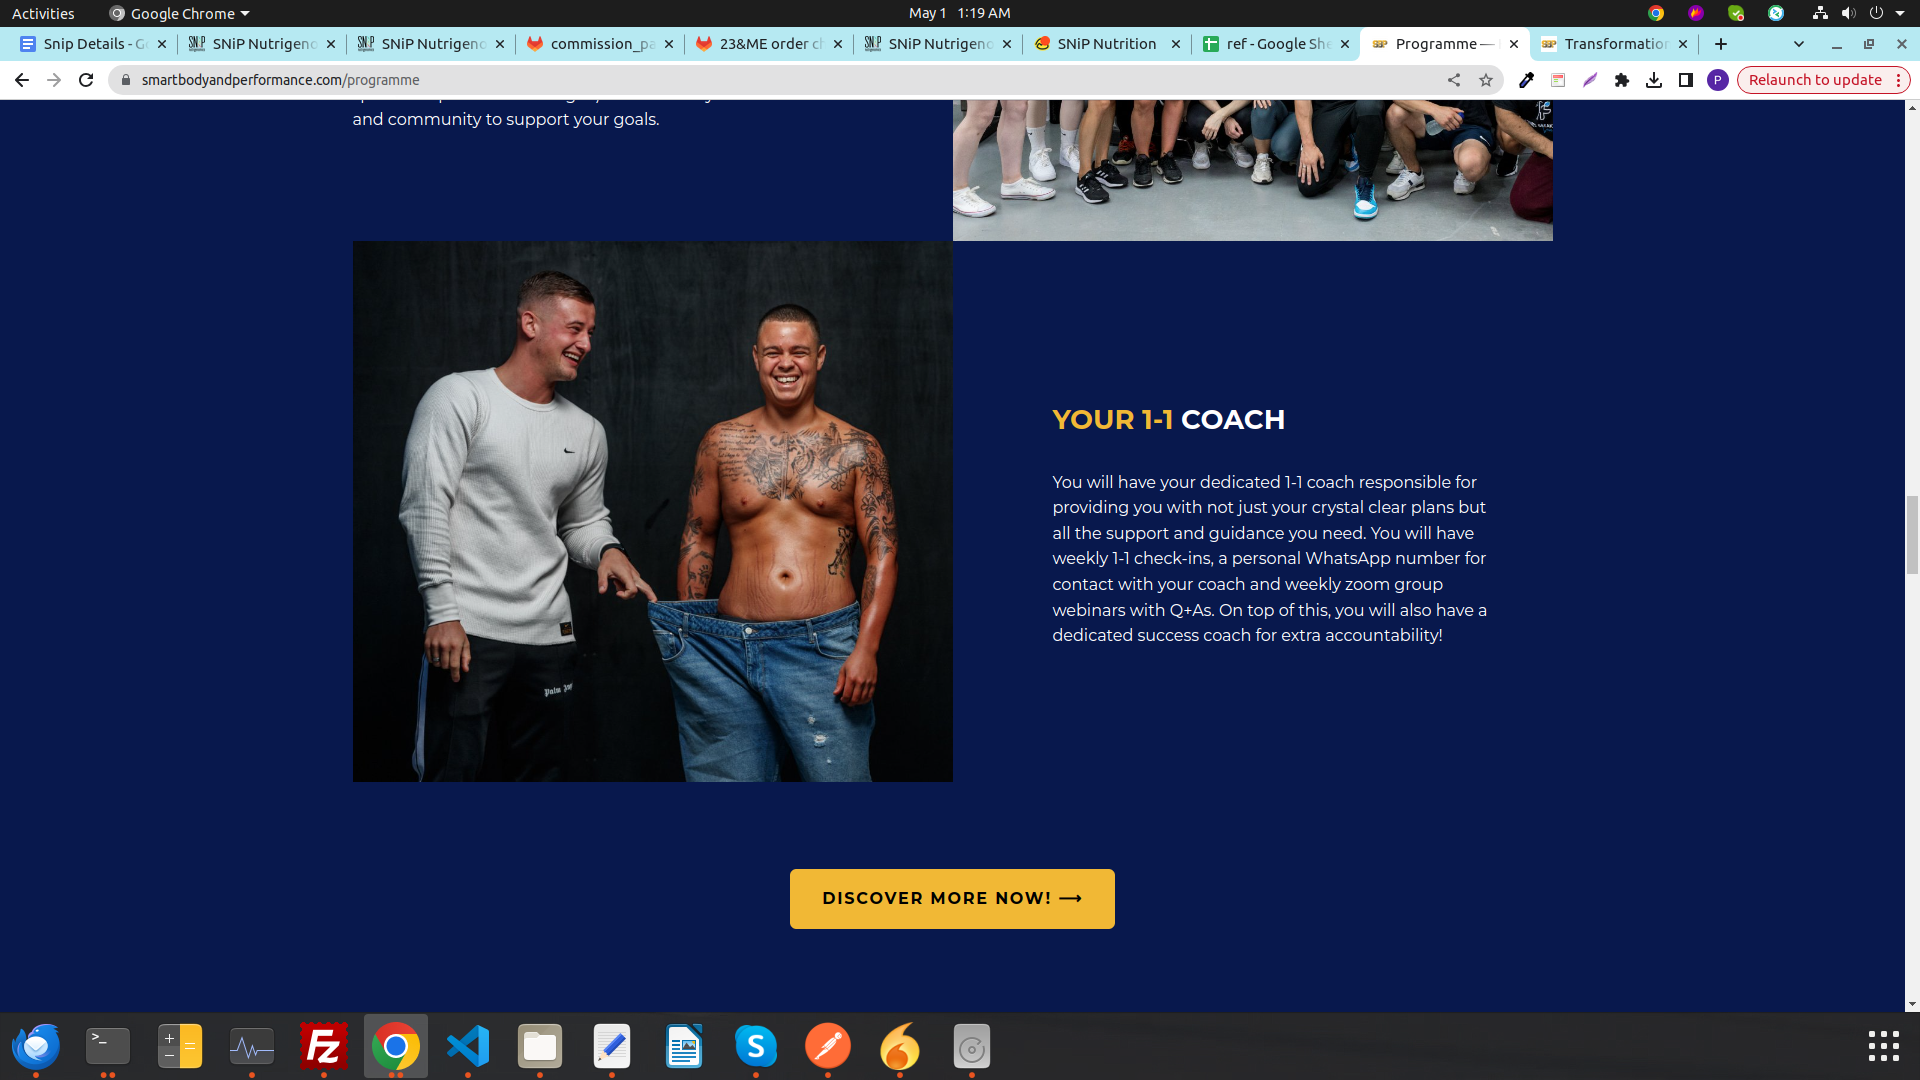 Activities
Google Chrome
May 1 1:19 AM
Snip Details - G
SNiP Nutrigeno
SNiP Nutrigeno
commission_pa
23&ME order c
SNiP Nutrigeno
SNiP Nutrition
ref - Google She
Programme —
Transformation
smartbodyandperformance.com/programme
P
Relaunch to update
and community to support your goals.
YOUR 1-1 COACH
You will have your dedicated 1-1 coach responsible for
providing you with not just your crystal clear plans but
all the support and guidance you need. You will have
weekly 1-1 check-ins, a personal WhatsApp number for
contact with your coach and weekly zoom group
webinars with Q+As. On top of this, you will also have a
dedicated success coach for extra accountability!
Palm
DISCOVER MORE NOW! ⟶
>_
Fz
S